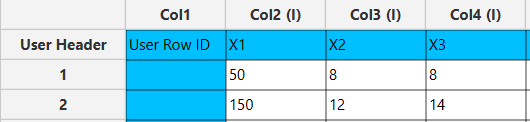 Col1 Col2 (I) Col3 (I) Col4 (I)
User Header User Row ID X1 X2 X3
1 50 8 8
2 150 12 14